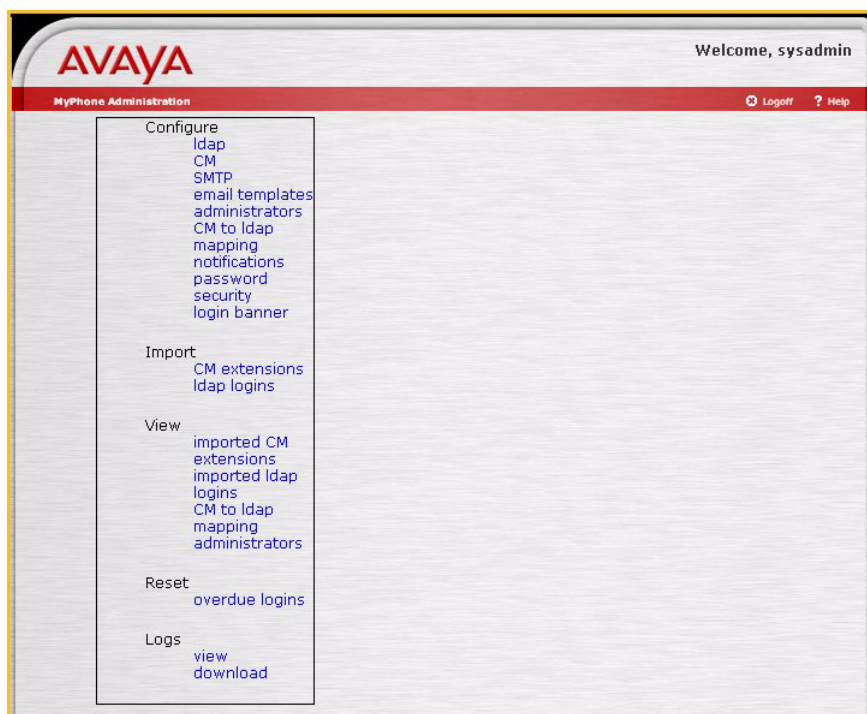 AVAYA
Welcome, sysadmin
MyPhone Administration
Logoff ? Help
Configure
ldap
CM
SMTP
email templates
administrators
CM to ldap
mapping
notifications
password
security
login banner
Import
CM extensions
ldap logins
View
imported CM
extensions
imported ldap
logins
CM to ldap
mapping
administrators
Reset
overdue logins
Logs
view
download